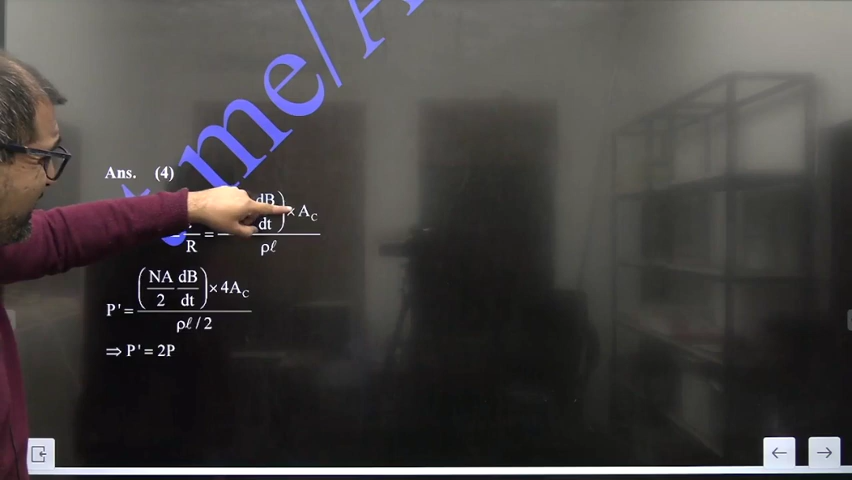 me/A
Ans. (4)
R = dB/dt) × A_C / ρℓ
P' = (NA/2 dB/dt) × 4A_C / ρℓ / 2
⇒ P' = 2P
← →